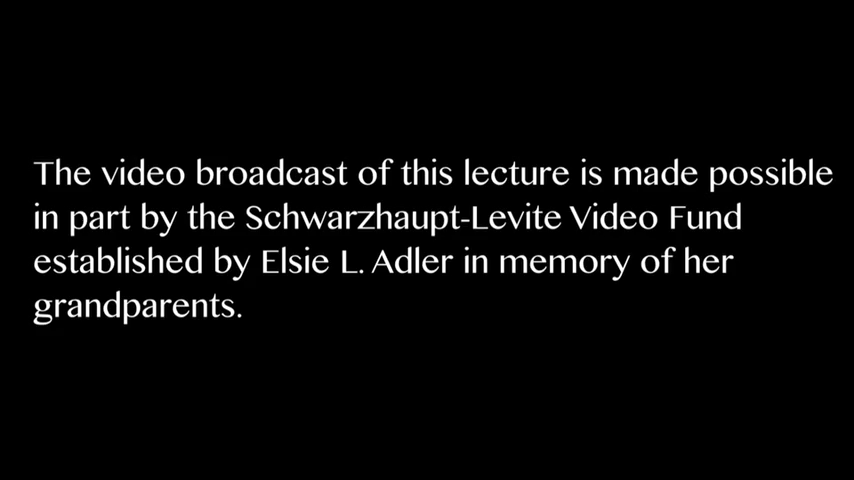 The video broadcast of this lecture is made possible
in part by the Schwarzhaupt-Levite Video Fund
established by Elsie L. Adler in memory of her
grandparents.